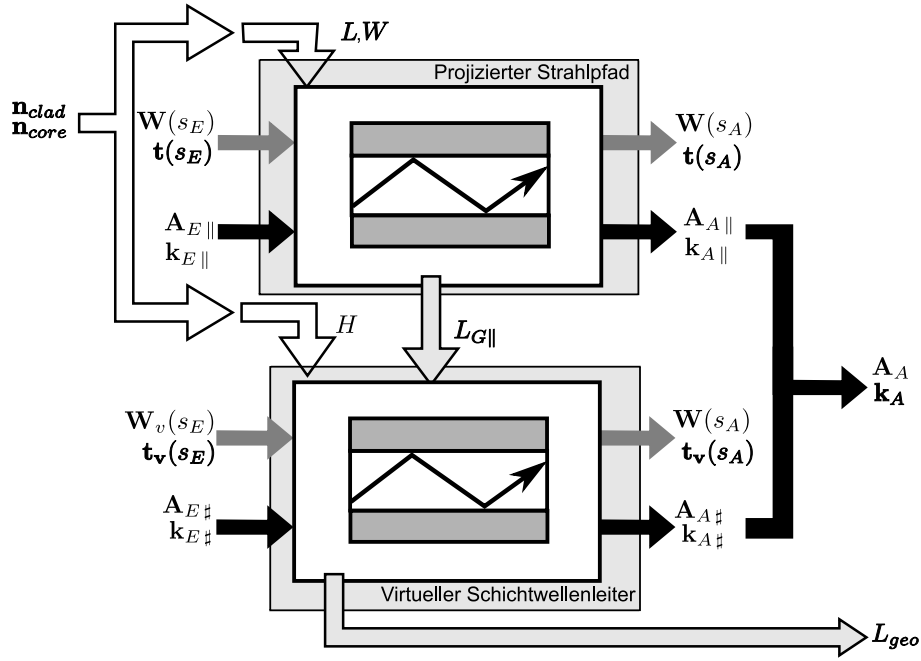 L,W
Projizierter Strahlpfad
n_clad
n_core
W(s_E)
t(s_E)
W(s_A)
t(s_A)
A_E∥
k_E∥
A_A∥
k_A∥
H
L_G∥
A_A
k_A
W_v(s_E)
t_v(s_E)
W(s_A)
t_v(s_A)
A_E♯
k_E♯
A_A♯
k_A♯
Virtueller Schichtwellenleiter
L_geo